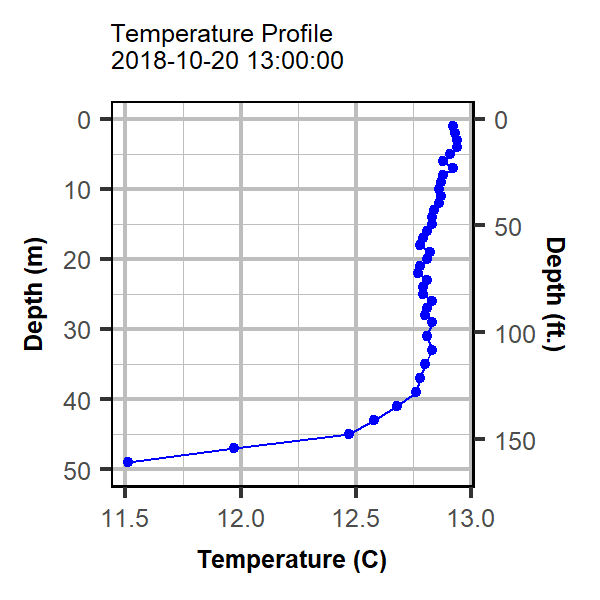 Temperature Profile
2018-10-20 13:00:00
0
10
20
30
40
50
Depth (m)
0
50
100
150
Depth (ft.)
11.5 12.0 12.5 13.0
Temperature (C)